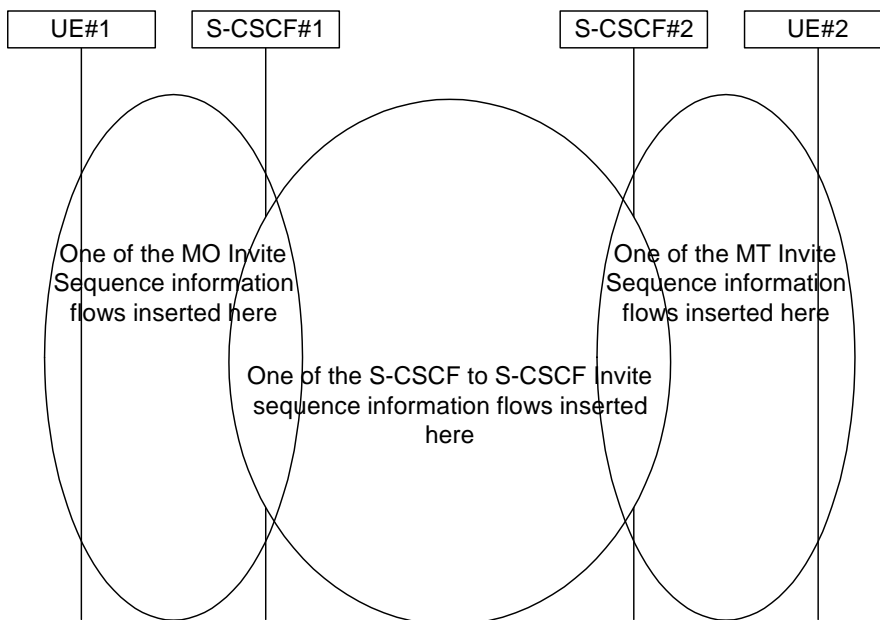 UE#1
S-CSCF#1
S-CSCF#2
UE#2
One of the MO Invite
Sequence information
flows inserted here
One of the MT Invite
Sequence information
flows inserted here
One of the S-CSCF to S-CSCF Invite
sequence information flows inserted
here